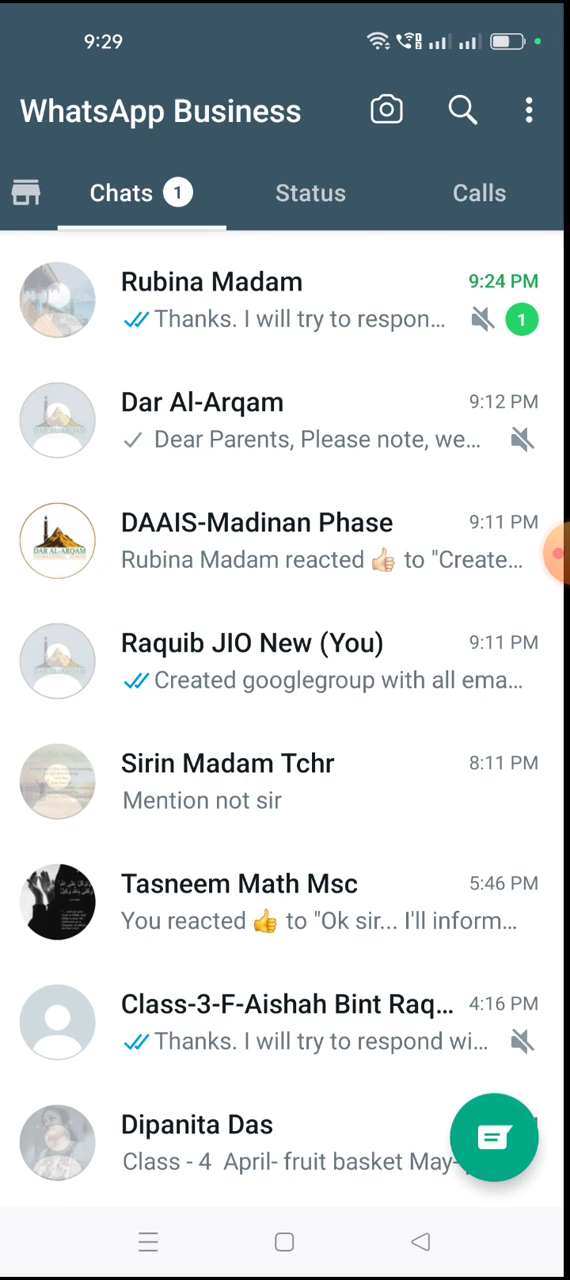 9:29
WhatsApp Business
Chats 1
Status
Calls
Rubina Madam
9:24 PM
Thanks. I will try to respon...
1
Dar Al-Arqam
9:12 PM
Dear Parents, Please note, we...
DAAIS-Madinan Phase
9:11 PM
Rubina Madam reacted 👍🏻 to "Create...
DAR AL-ARQAM
Raquib JIO New (You)
9:11 PM
Created googlegroup with all ema...
Sirin Madam Tchr
8:11 PM
Mention not sir
Tasneem Math Msc
5:46 PM
You reacted 👍 to "Ok sir... I'll inform...
Class-3-F-Aishah Bint Raq...
4:16 PM
Thanks. I will try to respond wi...
Dipanita Das
Class - 4 April- fruit basket May-